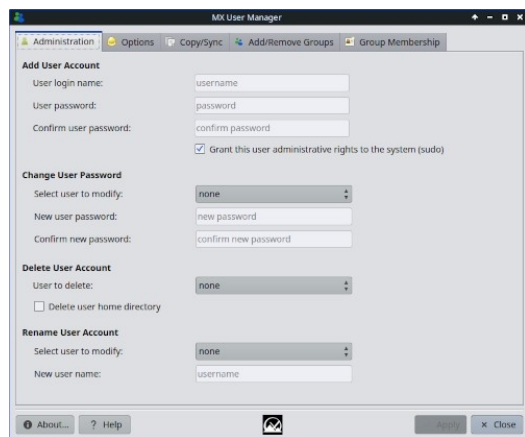 MX User Manager
Administration Options Copy/Sync Add/Remove Groups Group Membership
Add User Account
User login name: username
User password: password
Confirm user password: confirm password
Grant this user administrative rights to the system (sudo)
Change User Password
Select user to modify: none
New user password: new password
Confirm new password: confirm new password
Delete User Account
User to delete: none
Delete user home directory
Rename User Account
Select user to modify: none
New user name: username
About... ? Help Apply Close